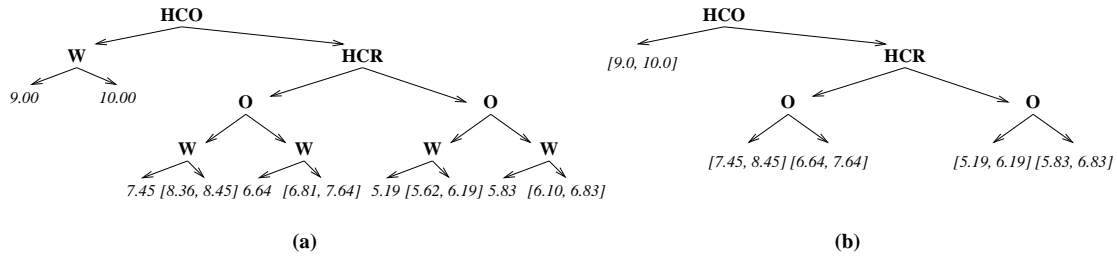 HCO HCO
W HCR [9.0, 10.0] HCR
9.00 10.00 O O O O
W W W W [7.45, 8.45] [6.64, 7.64] [5.19, 6.19] [5.83, 6.83]
7.45 [8.36, 8.45] 6.64 [6.81, 7.64] 5.19 [5.62, 6.19] 5.83 [6.10, 6.83]
(a) (b)